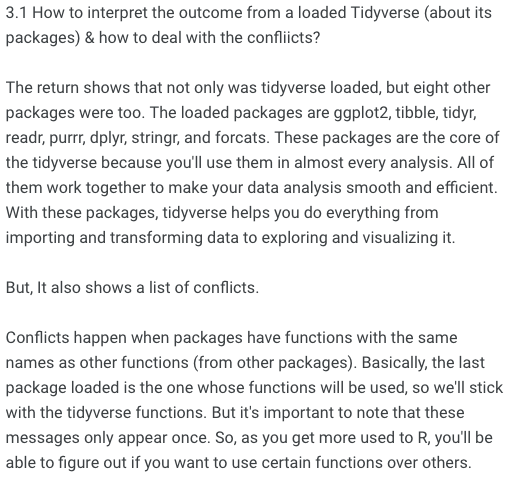 3.1 How to interpret the outcome from a loaded Tidyverse (about its
packages) & how to deal with the confliicts?
The return shows that not only was tidyverse loaded, but eight other
packages were too. The loaded packages are ggplot2, tibble, tidyr,
readr, purrr, dplyr, stringr, and forcats. These packages are the core of
the tidyverse because you'll use them in almost every analysis. All of
them work together to make your data analysis smooth and efficient.
With these packages, tidyverse helps you do everything from
importing and transforming data to exploring and visualizing it.
But, It also shows a list of conflicts.
Conflicts happen when packages have functions with the same
names as other functions (from other packages). Basically, the last
package loaded is the one whose functions will be used, so we'll stick
with the tidyverse functions. But it's important to note that these
messages only appear once. So, as you get more used to R, you'll be
able to figure out if you want to use certain functions over others.